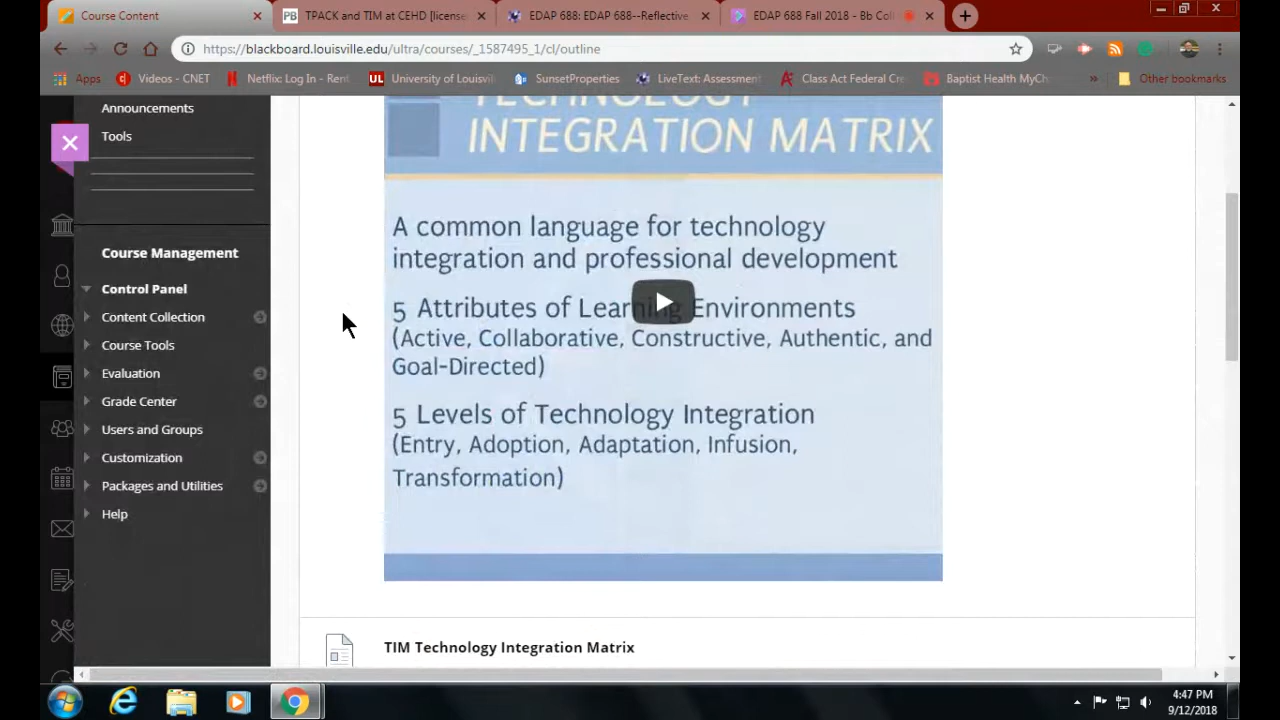 Course Content
TPACK and TIM at CEHD [license
EDAP 688: EDAP 688--Reflective
EDAP 688 Fall 2018 - Bb Coll
https://blackboard.louisville.edu/ultra/courses/_1587495_1/cl/outline
Apps
Videos - CNET
Netflix: Log In - Rent
University of Louisvil
SunsetProperties
LiveText: Assessment
Class Act Federal Cre
Baptist Health MyCh
Other bookmarks
Announcements
Tools
Course Management
Control Panel
Content Collection
Course Tools
Evaluation
Grade Center
Users and Groups
Customization
Packages and Utilities
Help
TECHNOLOGY
INTEGRATION MATRIX
A common language for technology
integration and professional development
5 Attributes of Learning Environments
(Active, Collaborative, Constructive, Authentic, and
Goal-Directed)
5 Levels of Technology Integration
(Entry, Adoption, Adaptation, Infusion,
Transformation)
TIM Technology Integration Matrix
4:47 PM
9/12/2018